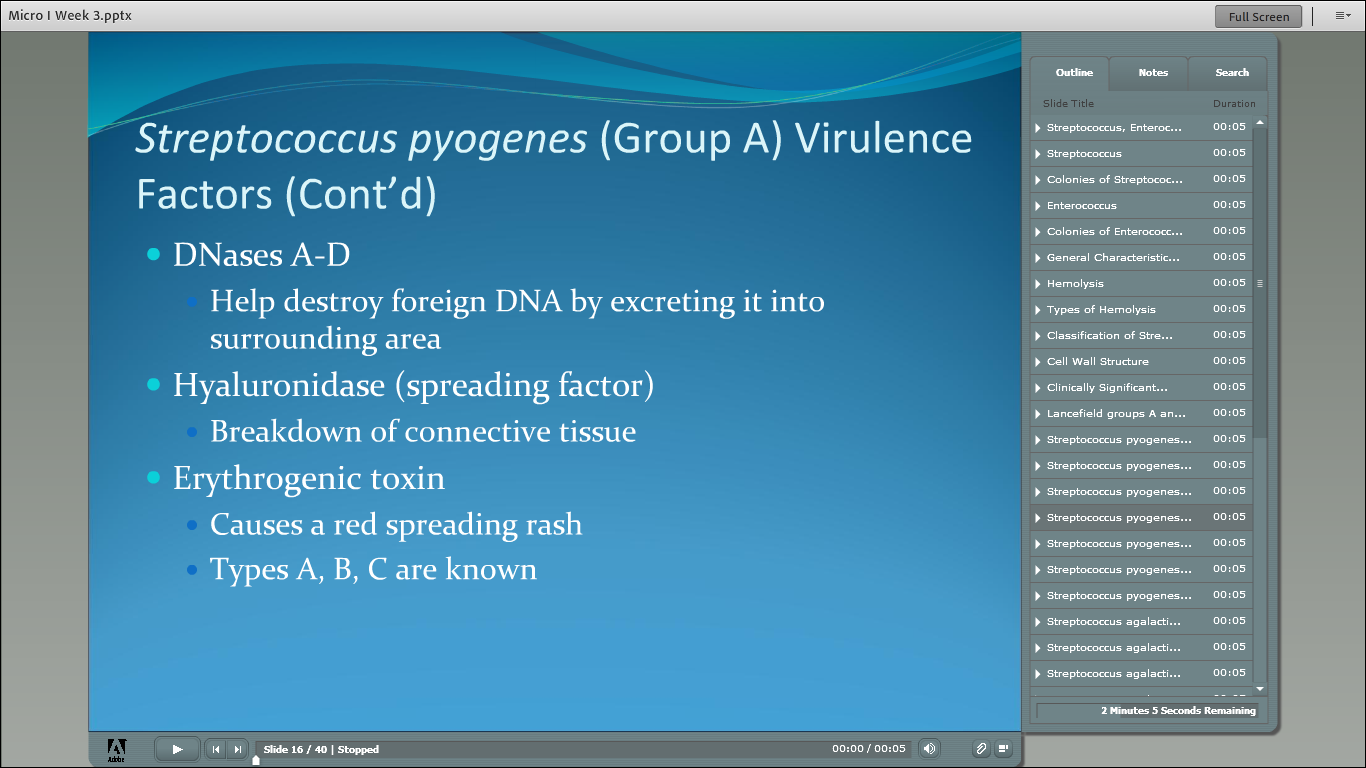 Micro I Week 3.pptx
Full Screen
Streptococcus pyogenes (Group A) Virulence
Factors (Cont’d)
DNases A-D
Help destroy foreign DNA by excreting it into
surrounding area
Hyaluronidase (spreading factor)
Breakdown of connective tissue
Erythrogenic toxin
Causes a red spreading rash
Types A, B, C are known
Outline Notes Search
Slide Title Duration
Streptococcus, Enteroc... 00:05
Streptococcus 00:05
Colonies of Streptococ... 00:05
Enterococcus 00:05
Colonies of Enterococc... 00:05
General Characteristic... 00:05
Hemolysis 00:05
Types of Hemolysis 00:05
Classification of Stre... 00:05
Cell Wall Structure 00:05
Clinically Significant... 00:05
Lancefield groups A an... 00:05
Streptococcus pyogenes... 00:05
Streptococcus pyogenes... 00:05
Streptococcus pyogenes... 00:05
Streptococcus pyogenes... 00:05
Streptococcus pyogenes... 00:05
Streptococcus pyogenes... 00:05
Streptococcus pyogenes... 00:05
Streptococcus agalacti... 00:05
Streptococcus agalacti... 00:05
Streptococcus agalacti... 00:05
2 Minutes 5 Seconds Remaining
Adobe
Slide 16 / 40 | Stopped
00:00 / 00:05